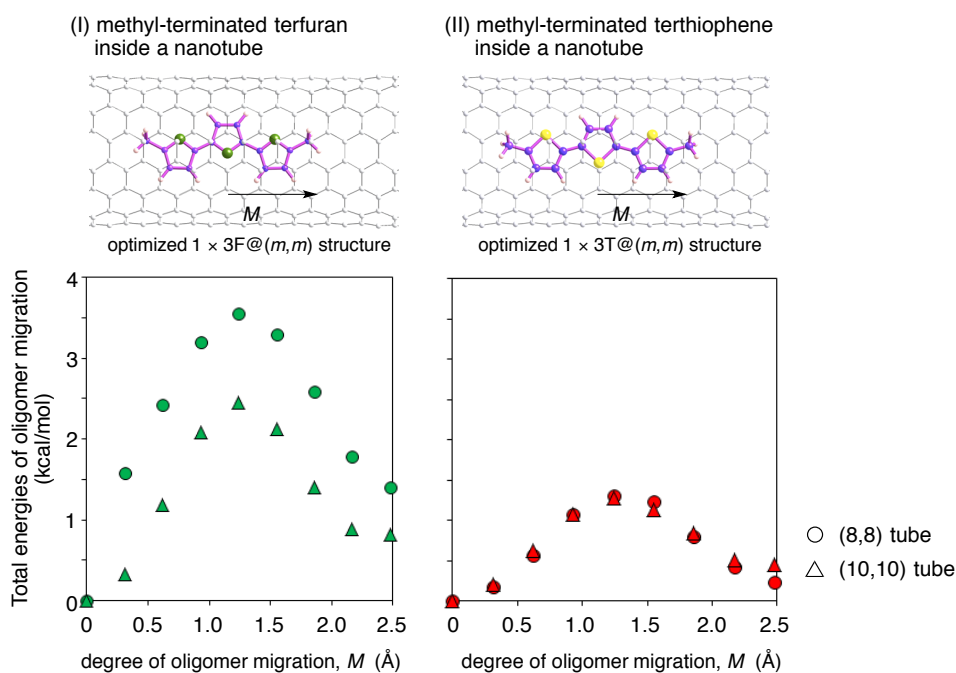 (I) methyl-terminated terfuran
inside a nanotube
(II) methyl-terminated terthiophene
inside a nanotube
M
M
optimized 1 × 3F@(m,m) structure
optimized 1 × 3T@(m,m) structure
Total energies of oligomer migration
(kcal/mol)
4
3
2
1
0
0
0.5
1.0
1.5
2.0
2.5
0
0.5
1.0
1.5
2.0
2.5
degree of oligomer migration, M (Å)
degree of oligomer migration, M (Å)
(8,8) tube
(10,10) tube